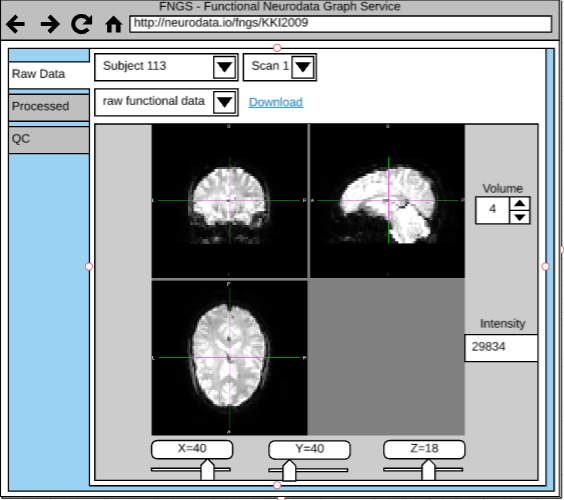 FNGS - Functional Neurodata Graph Service
http://neurodata.io/fngs/KKI2009
Raw Data
Processed
QC
Subject 113
Scan 1
raw functional data
Download
Volume
4
Intensity
29834
X=40
Y=40
Z=18